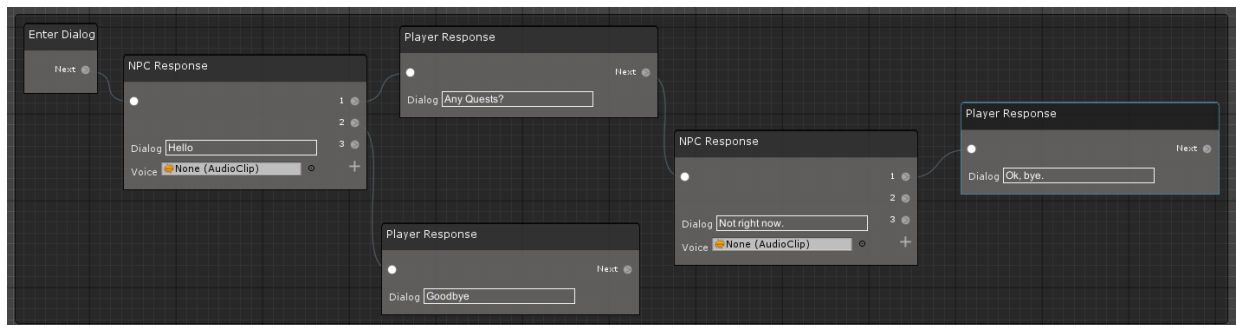 Enter Dialog
Next
NPC Response
1
2
3
Dialog Hello
Voice None (AudioClip)
+
Player Response
Next
Dialog Any Quests?
Player Response
Next
Dialog Goodbye
NPC Response
1
2
3
Dialog Not right now.
Voice None (AudioClip)
+
Player Response
Next
Dialog Ok, bye.